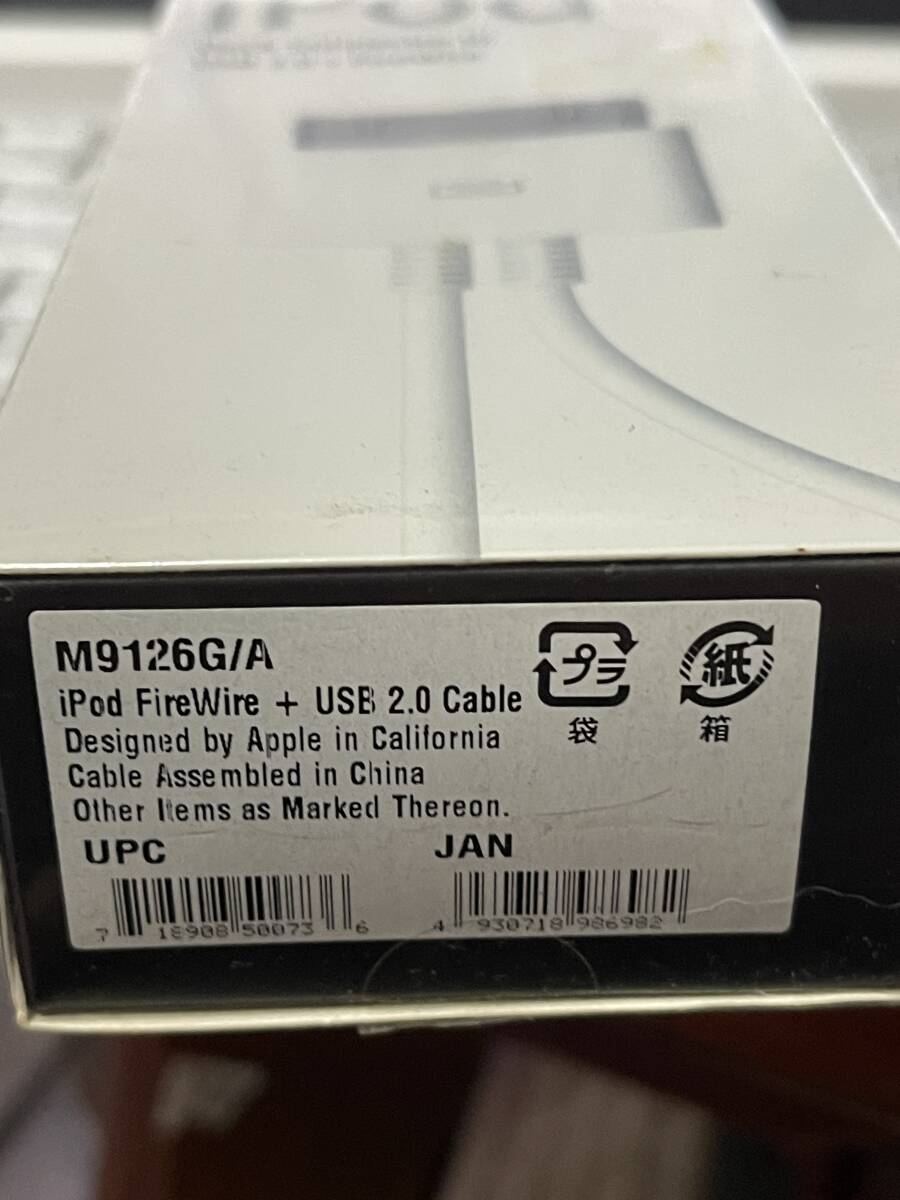 iPod
M9126G/A
iPod FireWire + USB 2.0 Cable
Designed by Apple in California
Cable Assembled in China
Other Items as Marked Thereon.
プラ
袋
紙
箱
UPC
JAN
7 18908 50073 6
4 930718 986982